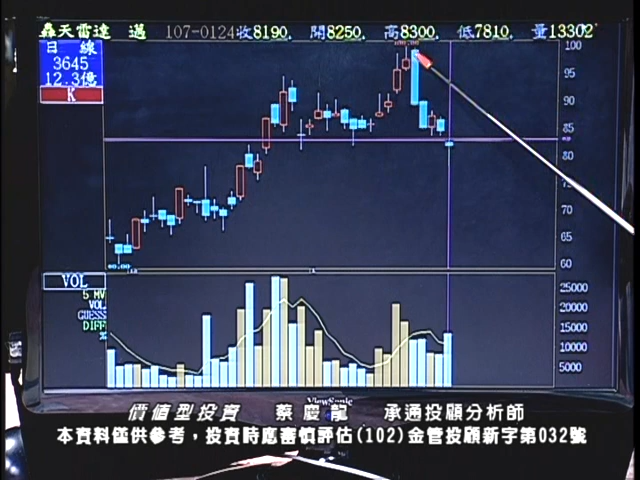 轟天雷達 邁 107-0124收8190. 開8250. 高8300. 低7810. 量13302
日 線
3645
12.3億
K
100
95
90
85
80
75
70
65
60
60.00
VOL
5 MV
VOL
GUESS
DIFF
25000
20000
15000
10000
5000
ViewSonic
價值型投資 蔡慶龍 承通投顧分析師
本資料僅供參考，投資時應審慎評估(102)金管投顧新字第032號